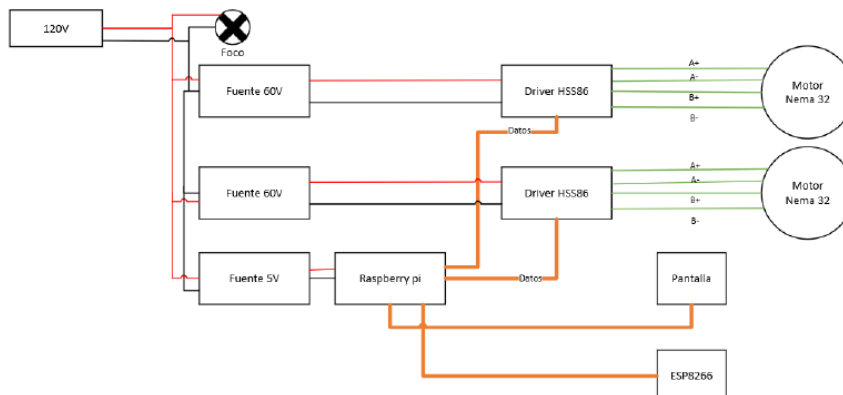 120V
Foco
Fuente 60V
Driver HSS86
A+
A-
B+
B-
Motor
Nema 32
Datos
Fuente 60V
Driver HSS86
A+
A-
B+
B-
Motor
Nema 32
Fuente 5V
Raspberry pi
Datos
Pantalla
ESP8266